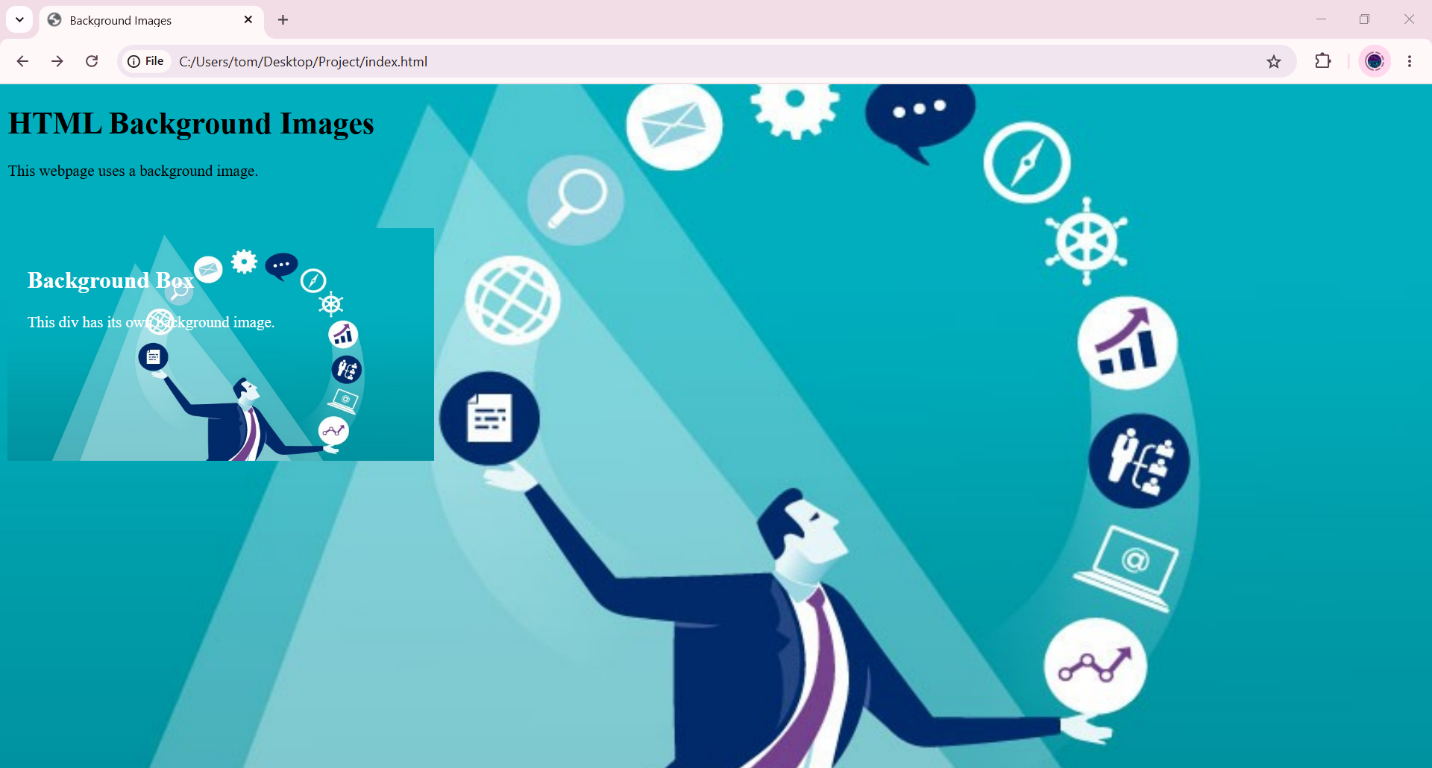 Background Images
File
C:/Users/tom/Desktop/Project/index.html
HTML Background Images
This webpage uses a background image.
Background Box
This div has its own background image.
@
@